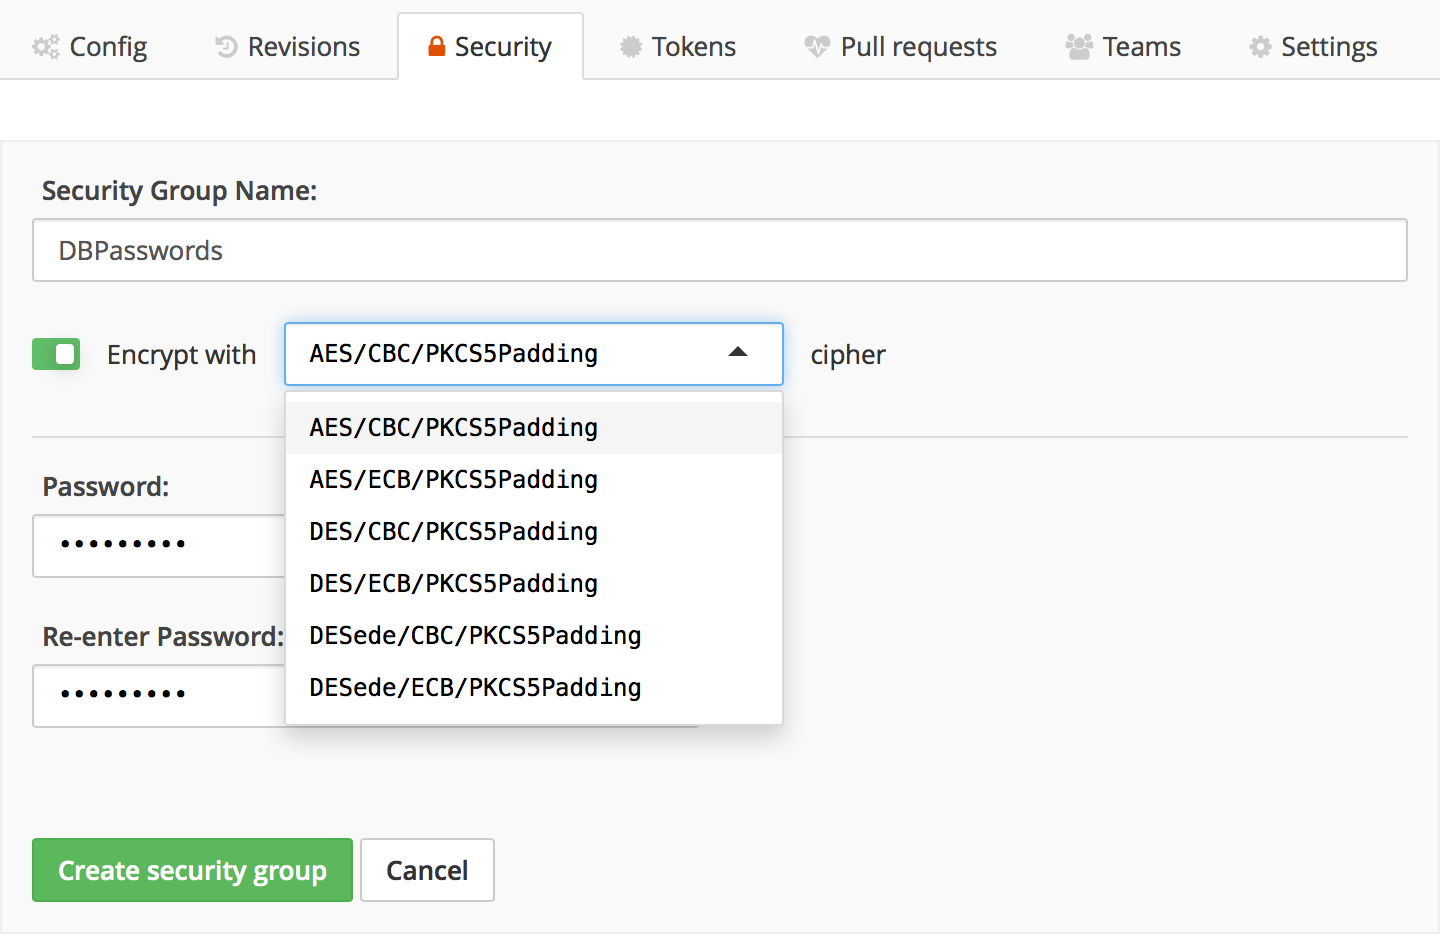 Config Revisions Security Tokens Pull requests Teams Settings
Security Group Name:
DBPasswords
Encrypt with AES/CBC/PKCS5Padding cipher
AES/CBC/PKCS5Padding
AES/ECB/PKCS5Padding
DES/CBC/PKCS5Padding
DES/ECB/PKCS5Padding
DESede/CBC/PKCS5Padding
DESede/ECB/PKCS5Padding
Password:
•••••••••
Re-enter Password:
•••••••••
Create security group Cancel